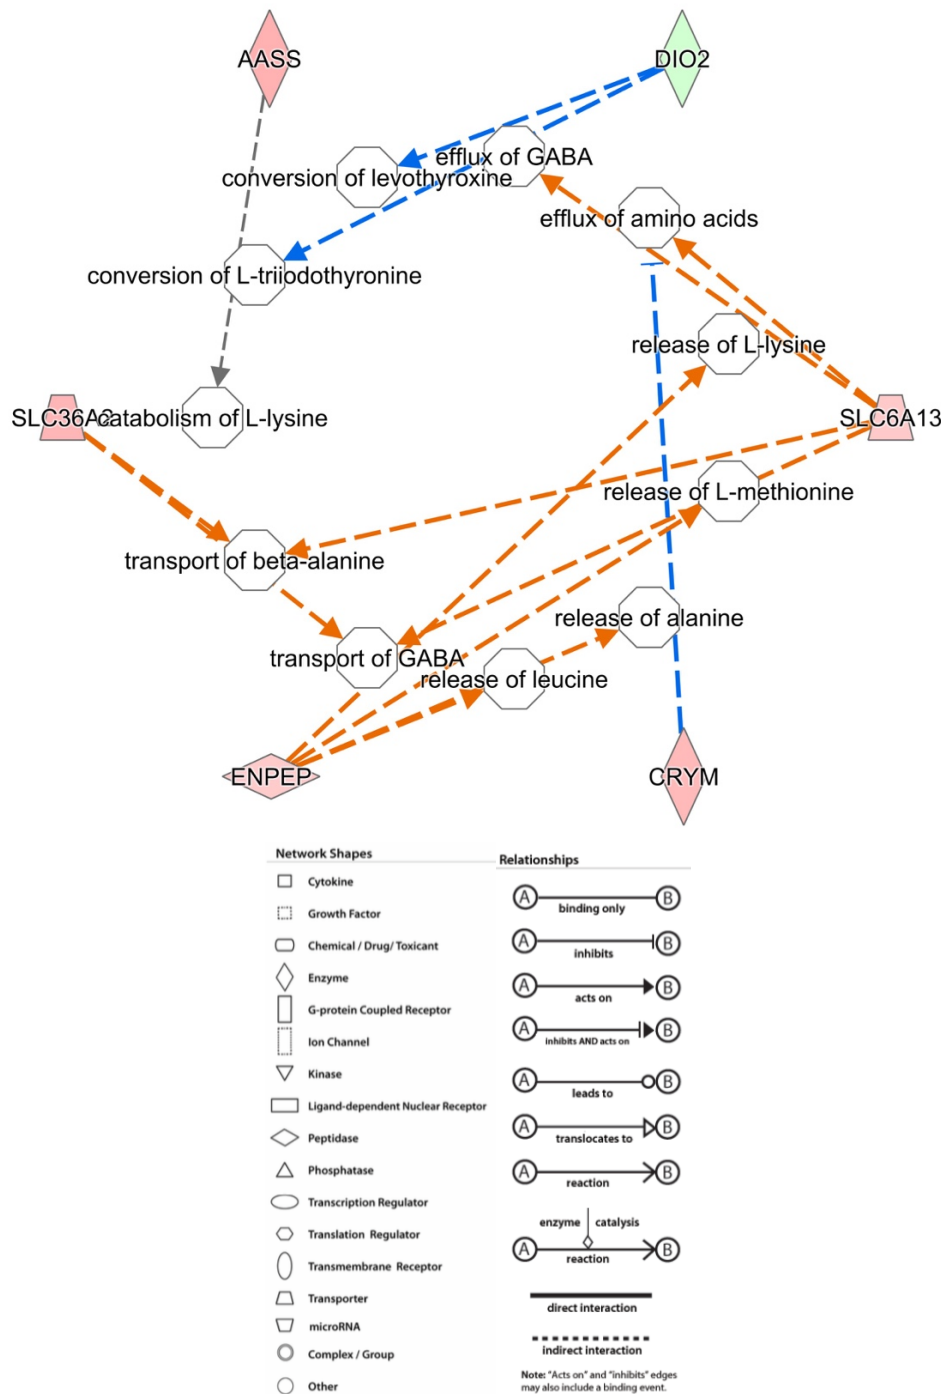 AASS
DIO2
efflux of GABA
conversion of levothyroxine
efflux of amino acids
conversion of L-triiodothyronine
release of L-lysine
SLC36A2
catabolism of L-lysine
SLC6A13
release of L-methionine
transport of beta-alanine
release of alanine
transport of GABA
release of leucine
ENPEP
CRYM
Network Shapes
Cytokine
Growth Factor
Chemical / Drug/ Toxicant
Enzyme
G-protein Coupled Receptor
Ion Channel
Kinase
Ligand-dependent Nuclear Receptor
Peptidase
Phosphatase
Transcription Regulator
Translation Regulator
Transmembrane Receptor
Transporter
microRNA
Complex / Group
Other
Relationships
A B
binding only
A B
inhibits
A B
acts on
A B
inhibits AND acts on
A B
leads to
A B
translocates to
A B
reaction
enzyme catalysis
A B
reaction
direct interaction
indirect interaction
Note: "Acts on" and "inhibits" edges
may also include a binding event.